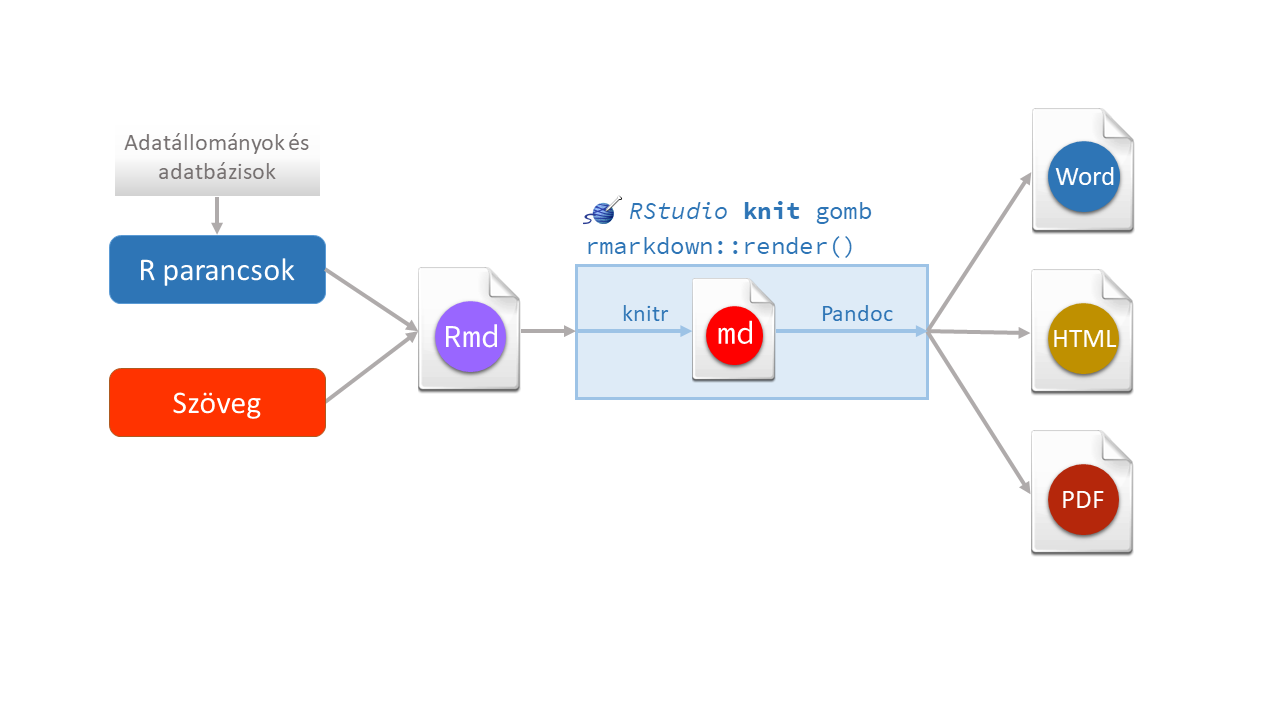 Adatállományok és
adatbázisok
R parancsok
Szöveg
Rmd
RStudio knit gomb
rmarkdown::render()
knitr
md
Pandoc
Word
HTML
PDF